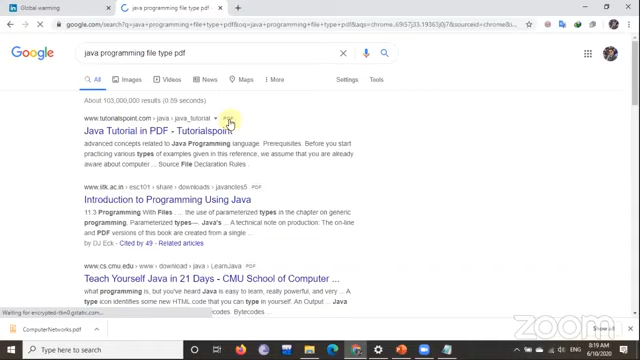 Global warming
java programming file type pdf - G
google.com/search?q=java+programming+file+type+pdf&oq=java+programming+file+type+pdf&aqs=chrome..69i57j33.19363j0j7&sourceid=chrome&
Google
java programming file type pdf
All
Images
Videos
News
Maps
More
Settings
Tools
About 103,000,000 results (0.59 seconds)
www.tutorialspoint.com › java › java_tutorial
Java Tutorial in PDF - Tutorialspoint
advanced concepts related to Java Programming language. Prerequisites. Before you start
practicing various types of examples given in this reference, we assume that you are already
aware about computer ... Source File Declaration Rules .
www.iitk.ac.in › esc101 › share › downloads › javanotes5 PDF
Introduction to Programming Using Java
11.3 Programming With Files ... the use of parameterized types in the chapter on generic
programming. Parameterized types— Java's ... A technical note on production: The on-line
and PDF versions of this book are created from a single ...
by DJ Eck · Cited by 49 · Related articles
www.cs.cmu.edu › www › download › java › LearnJava PDF
Teach Yourself Java in 21 Days - CMU School of Computer ...
what programming is, but you've heard Java is easy to learn, really powerful, and very ... A
type icon identifies some new HTML code that you can type in yourself. An Output ... Java
Bytecodes ...
Waiting for encrypted-tbn0.gstatic.com...
ComputerNetworks.pdf
Show all
zoom
Type here to search
ENG
8:19 AM
6/10/2020